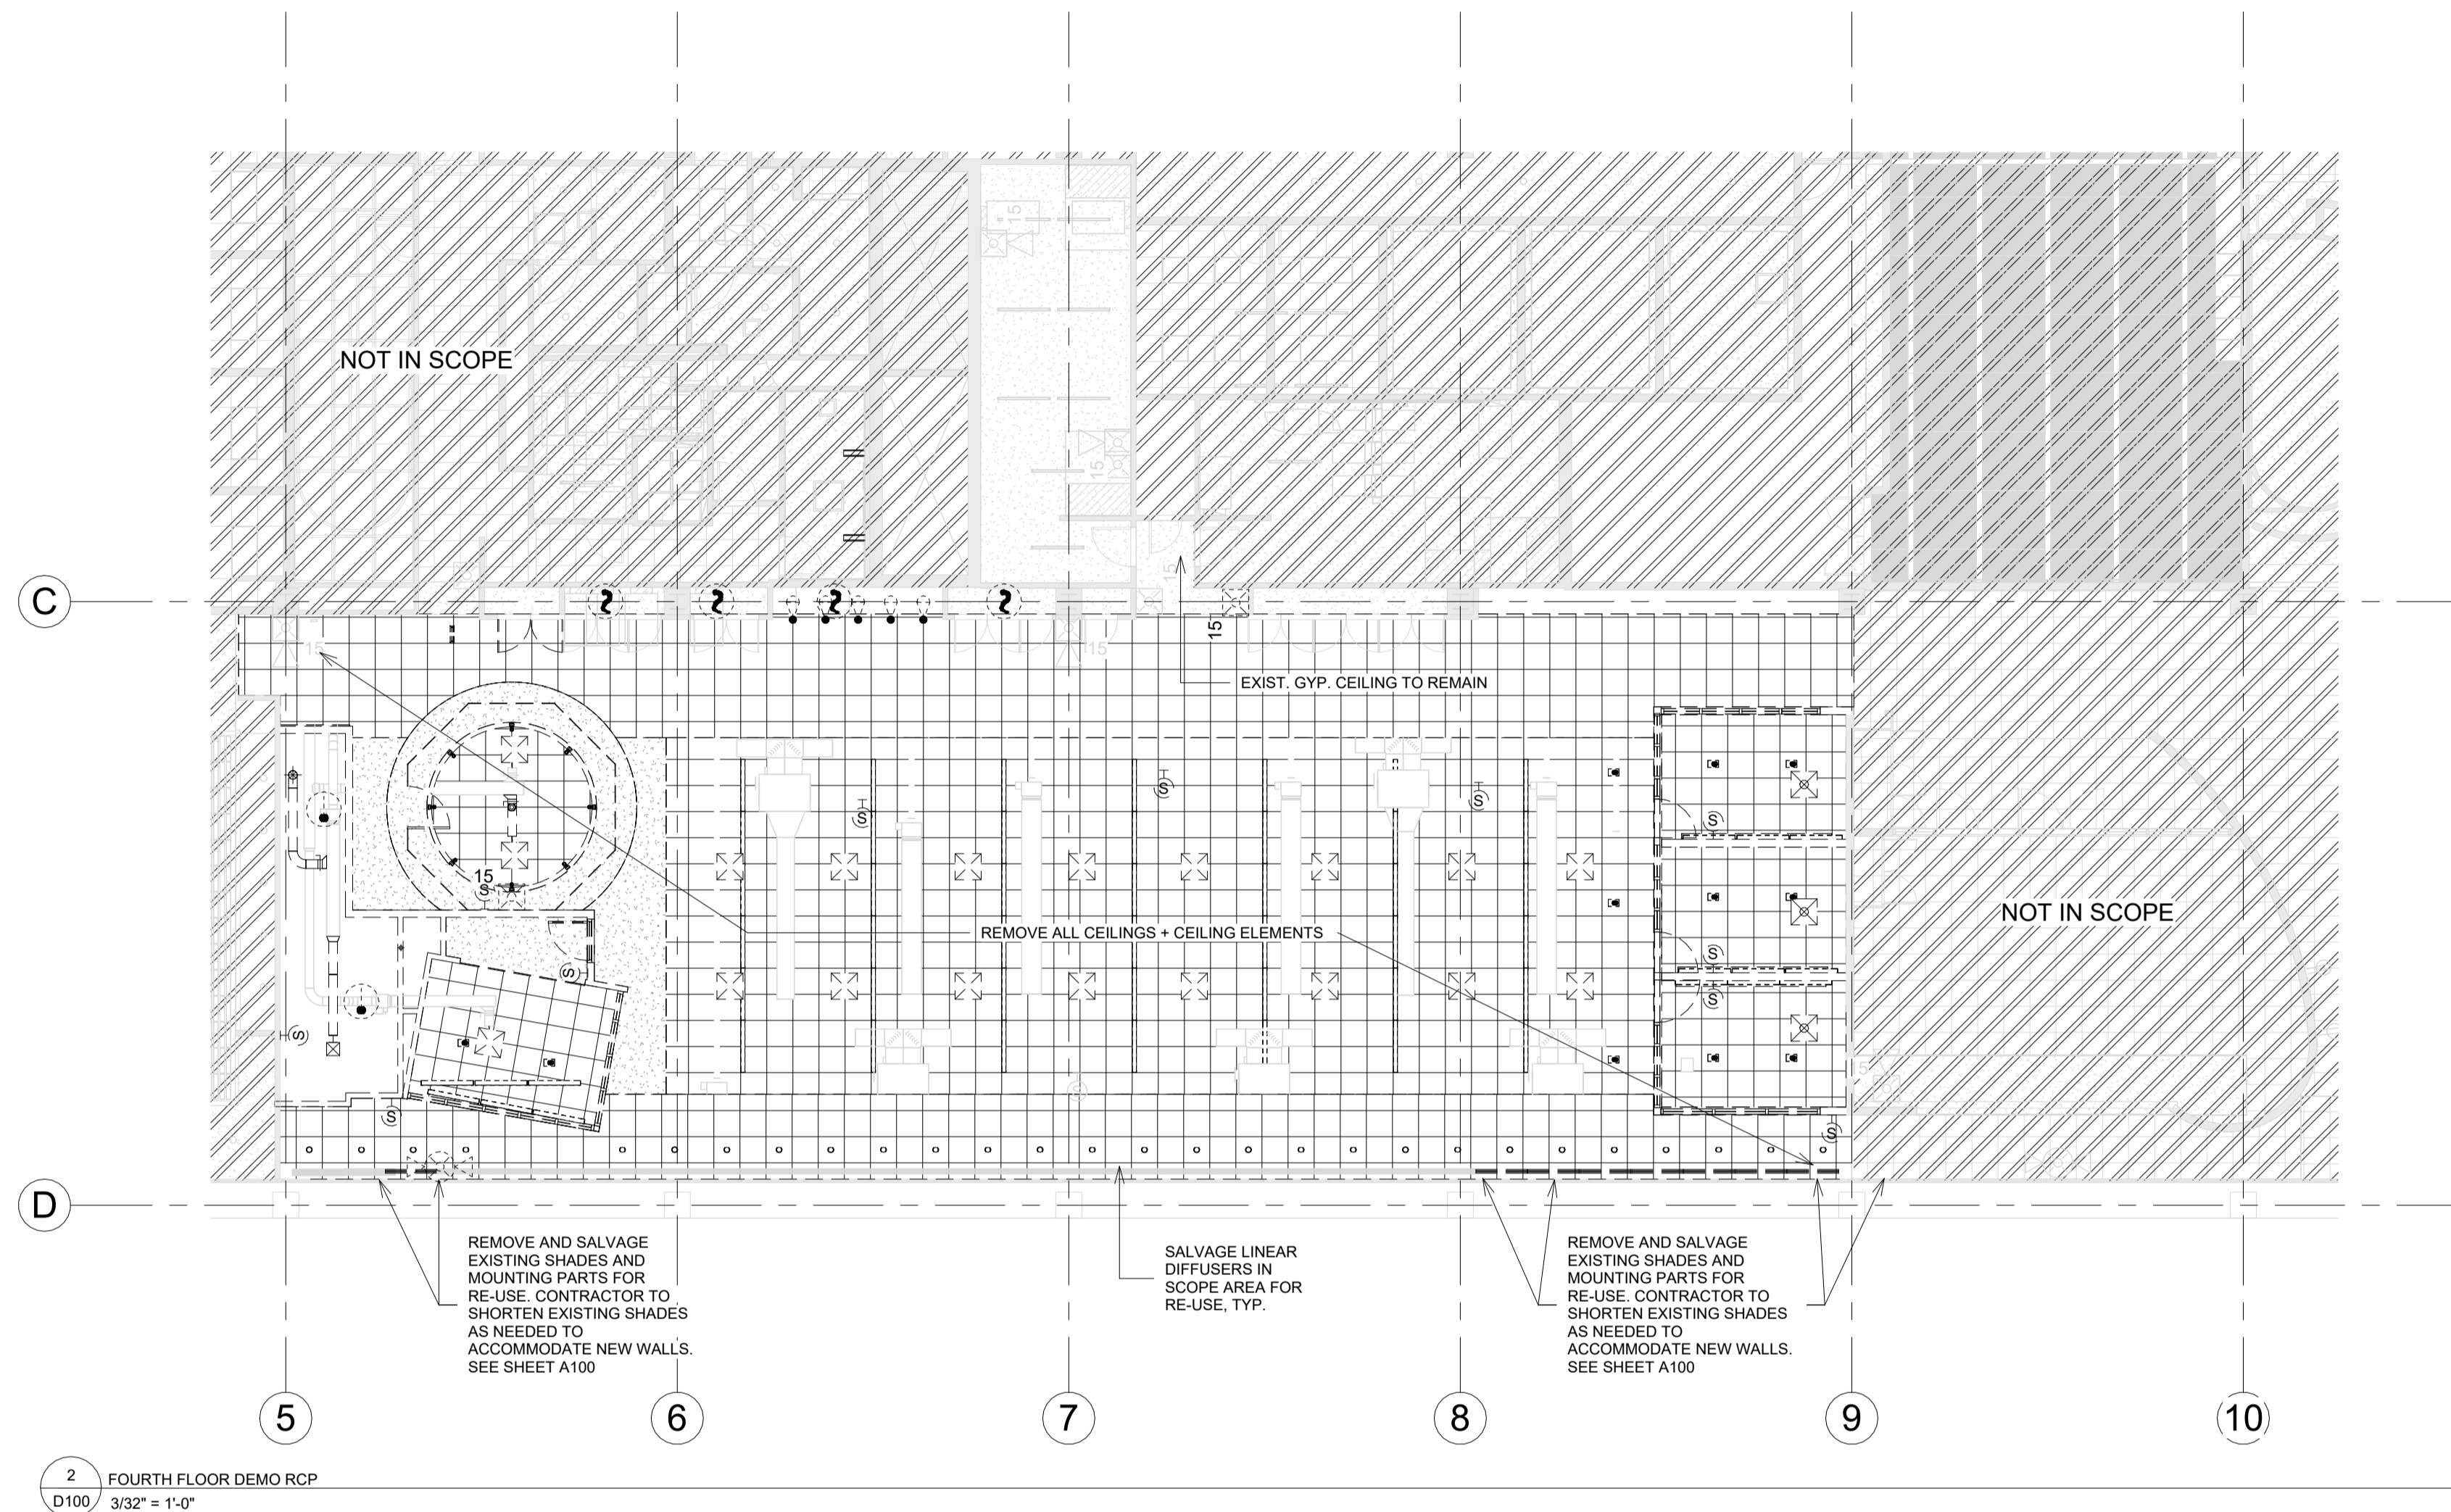 NOT IN SCOPE
15
15
15
C
15
15
15
15
EXIST. GYP. CEILING TO REMAIN
S
S
S
S
15
S
NOT IN SCOPE
REMOVE ALL CEILINGS + CEILING ELEMENTS
S
S
S
S
S
S
S
15
D
REMOVE AND SALVAGE
EXISTING SHADES AND
MOUNTING PARTS FOR
RE-USE. CONTRACTOR TO
SHORTEN EXISTING SHADES
AS NEEDED TO
ACCOMMODATE NEW WALLS.
SEE SHEET A100
SALVAGE LINEAR
DIFFUSERS IN
SCOPE AREA FOR
RE-USE, TYP.
REMOVE AND SALVAGE
EXISTING SHADES AND
MOUNTING PARTS FOR
RE-USE. CONTRACTOR TO
SHORTEN EXISTING SHADES
AS NEEDED TO
ACCOMMODATE NEW WALLS.
SEE SHEET A100
5
6
7
8
9
10
2
D100
FOURTH FLOOR DEMO RCP
3/32" = 1'-0"